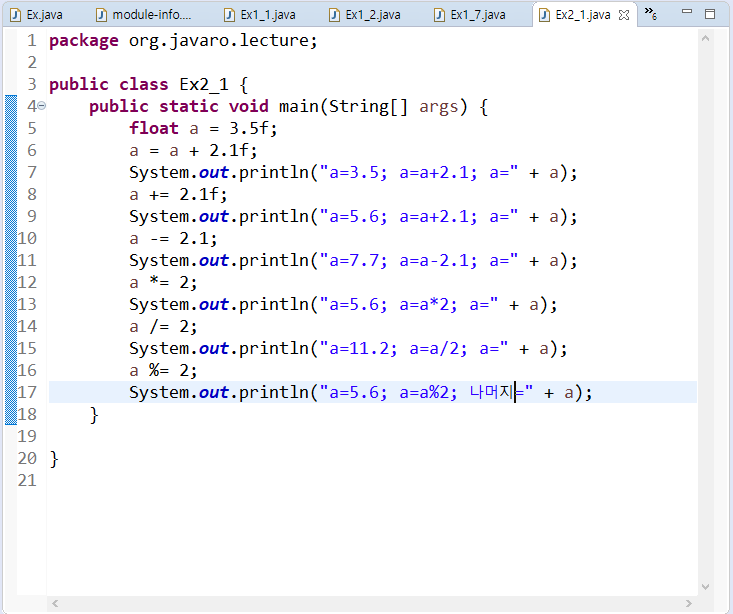 Ex.java module-info.... Ex1_1.java Ex1_2.java Ex1_7.java Ex2_1.java »6
1 package org.javaro.lecture;
2
3 public class Ex2_1 {
4 public static void main(String[] args) {
5 float a = 3.5f;
6 a = a + 2.1f;
7 System.out.println("a=3.5; a=a+2.1; a=" + a);
8 a += 2.1f;
9 System.out.println("a=5.6; a=a+2.1; a=" + a);
10 a -= 2.1;
11 System.out.println("a=7.7; a=a-2.1; a=" + a);
12 a *= 2;
13 System.out.println("a=5.6; a=a*2; a=" + a);
14 a /= 2;
15 System.out.println("a=11.2; a=a/2; a=" + a);
16 a %= 2;
17 System.out.println("a=5.6; a=a%2; 나머지=" + a);
18 }
19
20 }
21